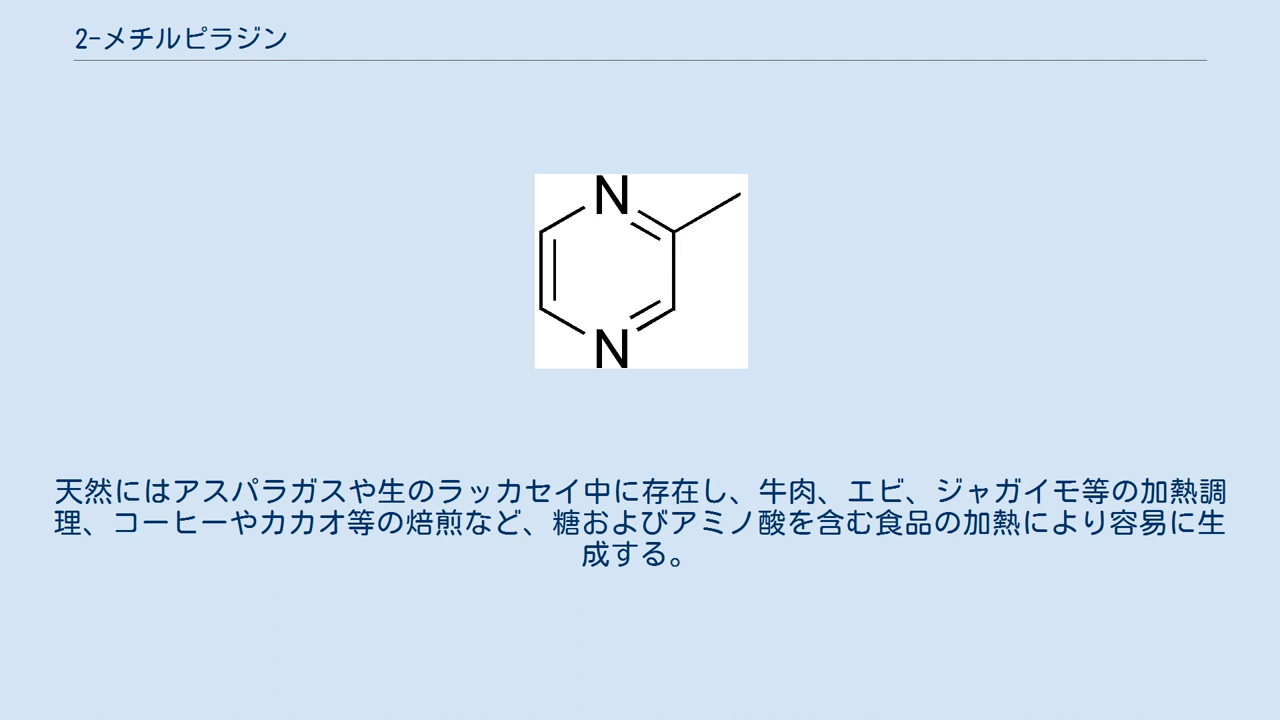 2-メチルピラジン
N
N
天然にはアスパラガスや生のラッカセイ中に存在し、牛肉、エビ、ジャガイモ等の加熱調
理、コーヒーやカカオ等の焙煎など、糖およびアミノ酸を含む食品の加熱により容易に生
成する。